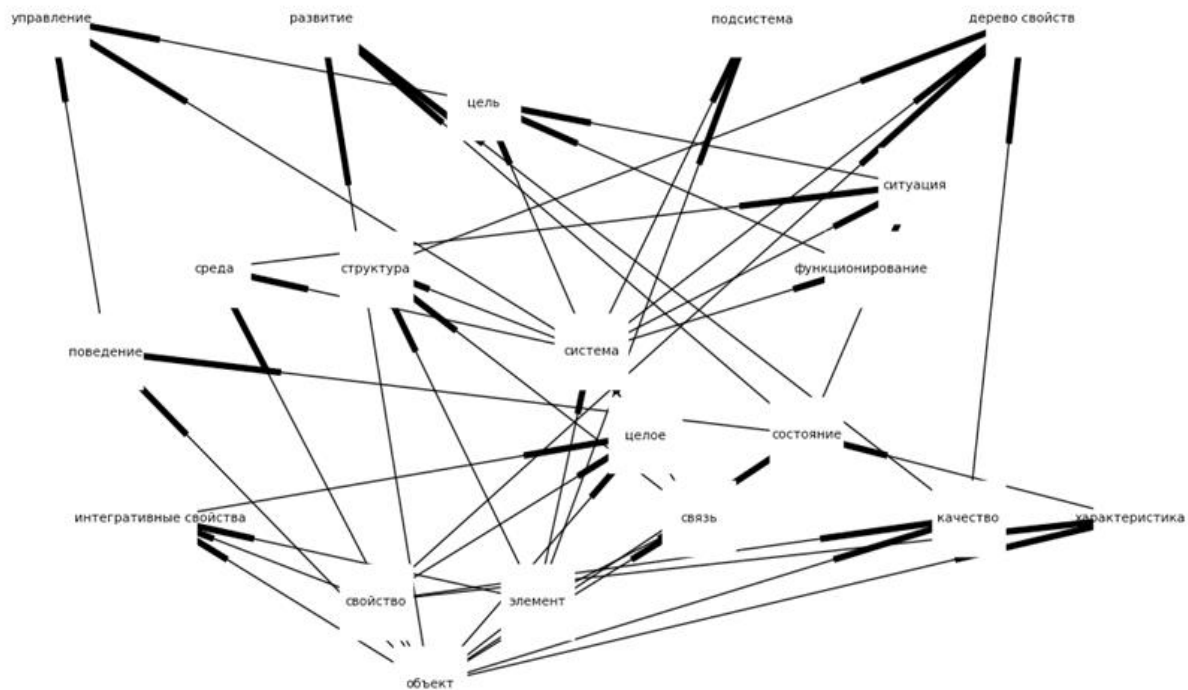 управление
развитие
подсистема
дерево свойств
цель
ситуация
среда
структура
функционирование
поведение
система
целое
состояние
интегративные свойства
связь
качество
характеристика
свойство
элемент
объект